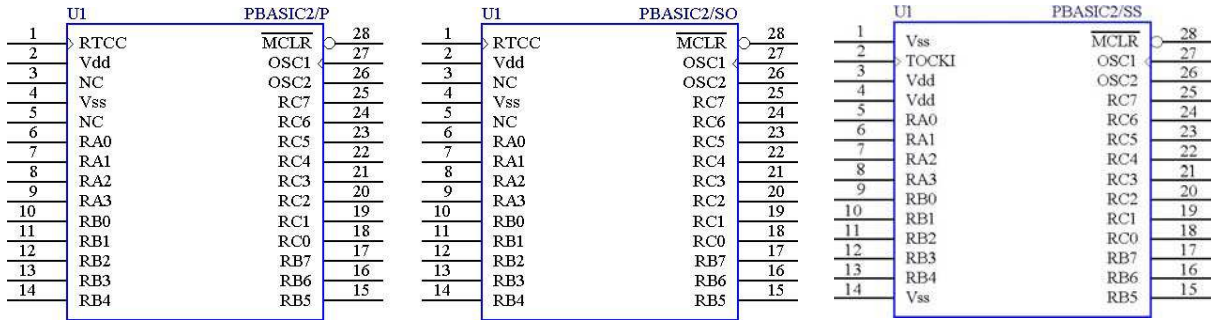 U1 PBASIC2/P
1 RTCC MCLR 28
2 Vdd OSC1 27
3 NC OSC2 26
4 Vss RC7 25
5 NC RC6 24
6 RA0 RC5 23
7 RA1 RC4 22
8 RA2 RC3 21
9 RA3 RC2 20
10 RB0 RC1 19
11 RB1 RC0 18
12 RB2 RB7 17
13 RB3 RB6 16
14 RB4 RB5 15
U1 PBASIC2/SO
1 RTCC MCLR 28
2 Vdd OSC1 27
3 NC OSC2 26
4 Vss RC7 25
5 NC RC6 24
6 RA0 RC5 23
7 RA1 RC4 22
8 RA2 RC3 21
9 RA3 RC2 20
10 RB0 RC1 19
11 RB1 RC0 18
12 RB2 RB7 17
13 RB3 RB6 16
14 RB4 RB5 15
U1 PBASIC2/SS
1 Vss MCLR 28
2 TOCKI OSC1 27
3 Vdd OSC2 26
4 Vdd RC7 25
5 RA0 RC6 24
6 RA1 RC5 23
7 RA2 RC4 22
8 RA3 RC3 21
9 RB0 RC2 20
10 RB1 RC1 19
11 RB2 RC0 18
12 RB3 RB7 17
13 RB4 RB6 16
14 Vss RB5 15